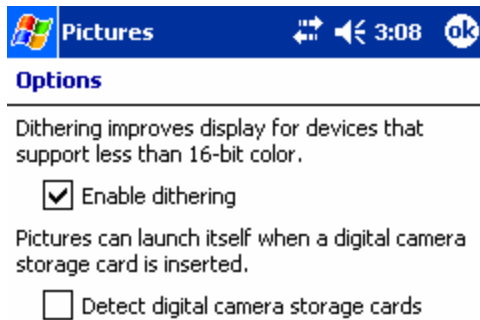 Pictures 3:08 ok
Options
Dithering improves display for devices that
support less than 16-bit color.
Enable dithering
Pictures can launch itself when a digital camera
storage card is inserted.
Detect digital camera storage cards